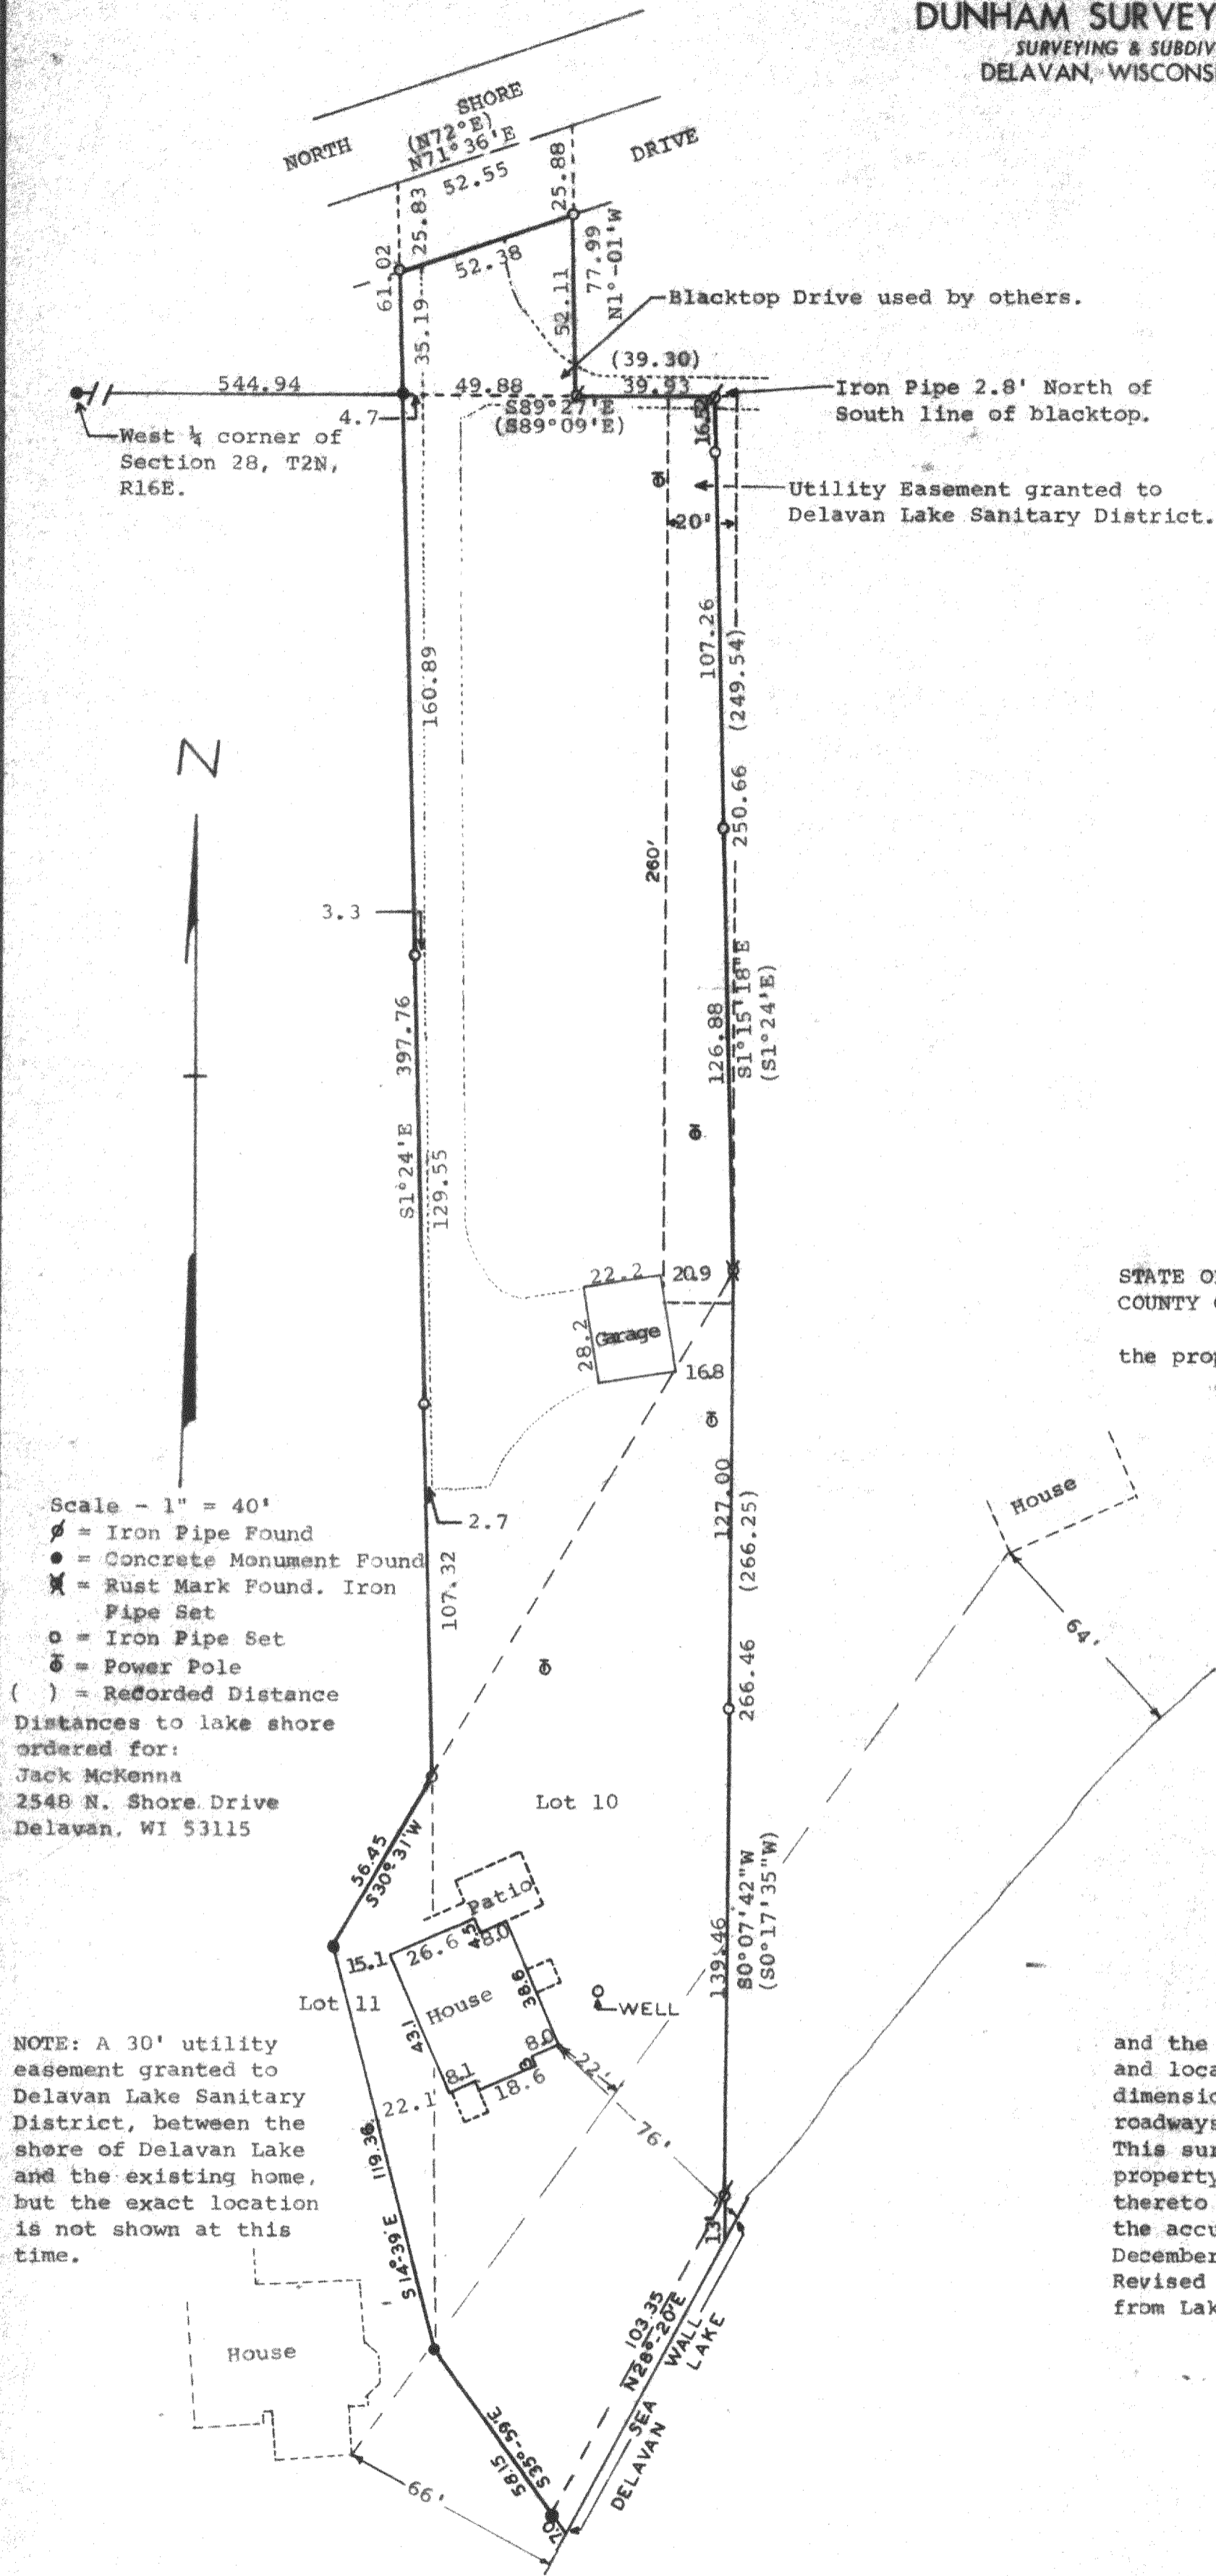 DUNHAM SURVEY
SURVEYING & SUBDIV
DELAVAN, WISCONS
NORTH SHORE DRIVE
(N72°E)
N71°36'E
52.55
25.83
25.88
61.02
52.38
35.19
52.11
77.99
N1°-01'W
Blacktop Drive used by others.
(39.30)
544.94
49.88
39.93
4.7
S89°27'E
(S89°09'E)
Iron Pipe 2.8' North of
South line of blacktop.
West ¼ corner of
Section 28, T2N,
R16E.
Utility Easement granted to
Delavan Lake Sanitary District.
20'
107.26
160.89
250.66 (249.54)
N
260'
3.3
397.76
126.88
S1°15'18"E
(S1°24'E)
S1°24'E
129.55
22.2
20.9
28.2
Garage
16.8
STATE O
COUNTY
the prop
House
64'
Scale - 1" = 40'
ø = Iron Pipe Found
● = Concrete Monument Found
= Rust Mark Found. Iron
Pipe Set
o = Iron Pipe Set
= Power Pole
( ) = Recorded Distance
Distances to lake shore
ordered for:
Jack McKenna
2548 N. Shore Drive
Delavan, WI 53115
2.7
107.32
127.00
266.46 (266.25)
Lot 10
56.45
S30°31'W
Patio
15.1
26.6
4.5
8.0
38.6
House
43.1
8.0
8.1
18.6
WELL
139.46
S0°07'42"W
(S0°17'35"W)
Lot 11
22.1
22'
76'
13'
119.36
S14°-39'E
NOTE: A 30' utility
easement granted to
Delavan Lake Sanitary
District, between the
shore of Delavan Lake
and the existing home,
but the exact location
is not shown at this
time.
House
66'
58.15
S35°-59'E
7.0
103.35
N28°-20'E
SEA WALL
DELAVAN LAKE
and the
and loca
dimensio
roadways
This sur
property
thereto
the accu
December
Revised
from Lak